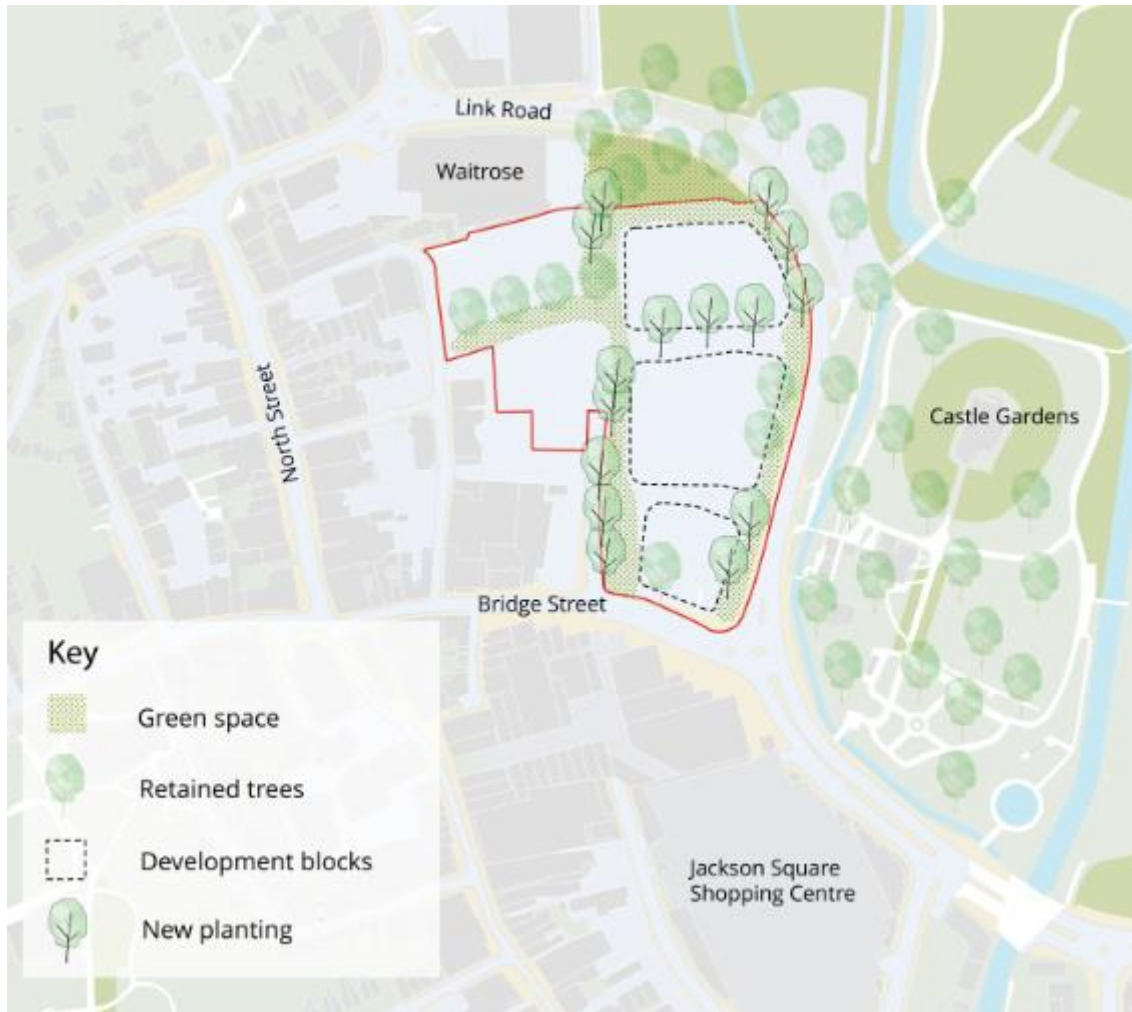 Link Road
Waitrose
North Street
Castle Gardens
Bridge Street
Key
Green space
Retained trees
Development blocks
New planting
Jackson Square
Shopping Centre